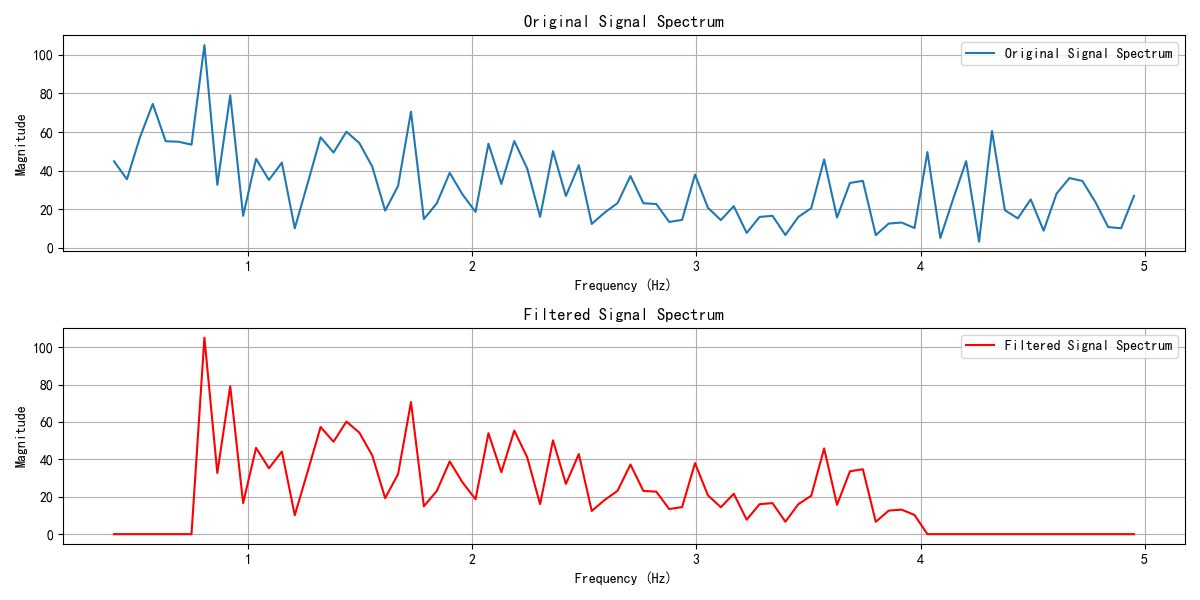 Original Signal Spectrum
Original Signal Spectrum
Magnitude
100
80
60
40
20
0
1
2
3
4
5
Frequency (Hz)
Filtered Signal Spectrum
Filtered Signal Spectrum
Magnitude
100
80
60
40
20
0
1
2
3
4
5
Frequency (Hz)